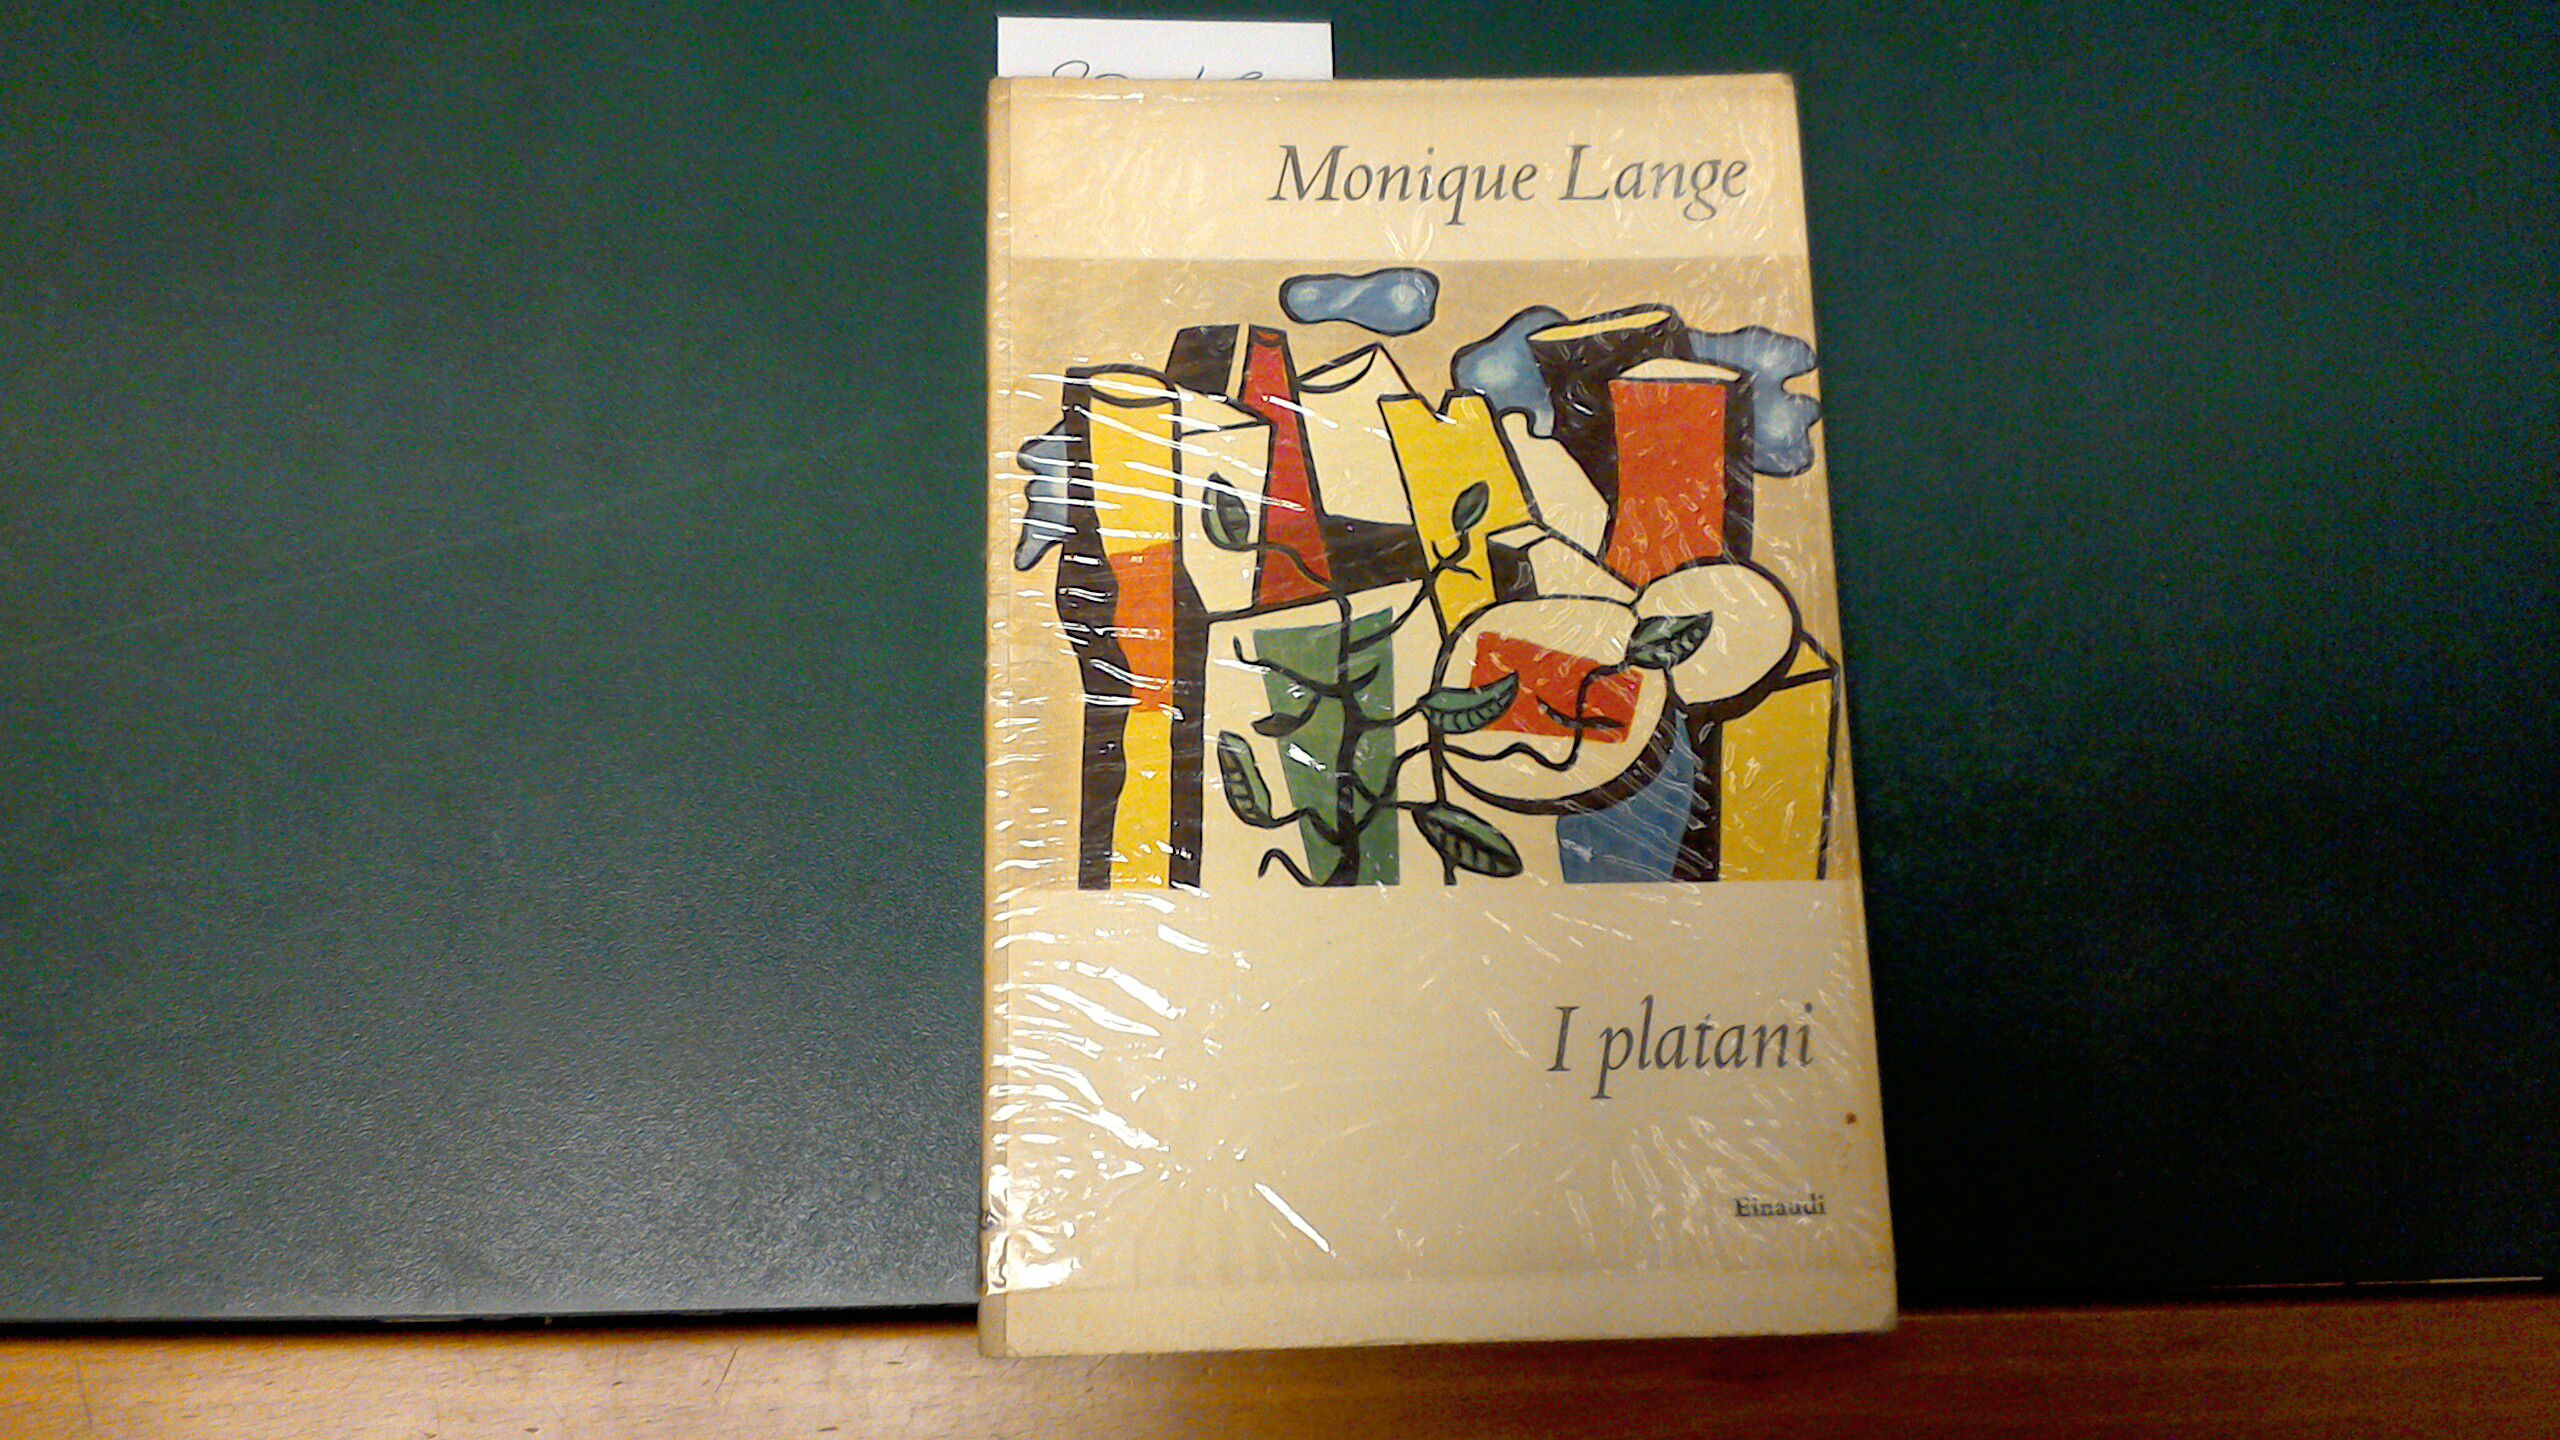 Monique Lange
I platani
Einaudi